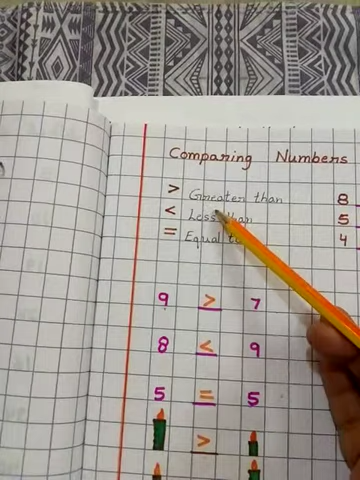 Comparing Numbers
> Greater than 8
< Less than 5
= Equal to 4
9 > 7
8 < 9
5 = 5
>